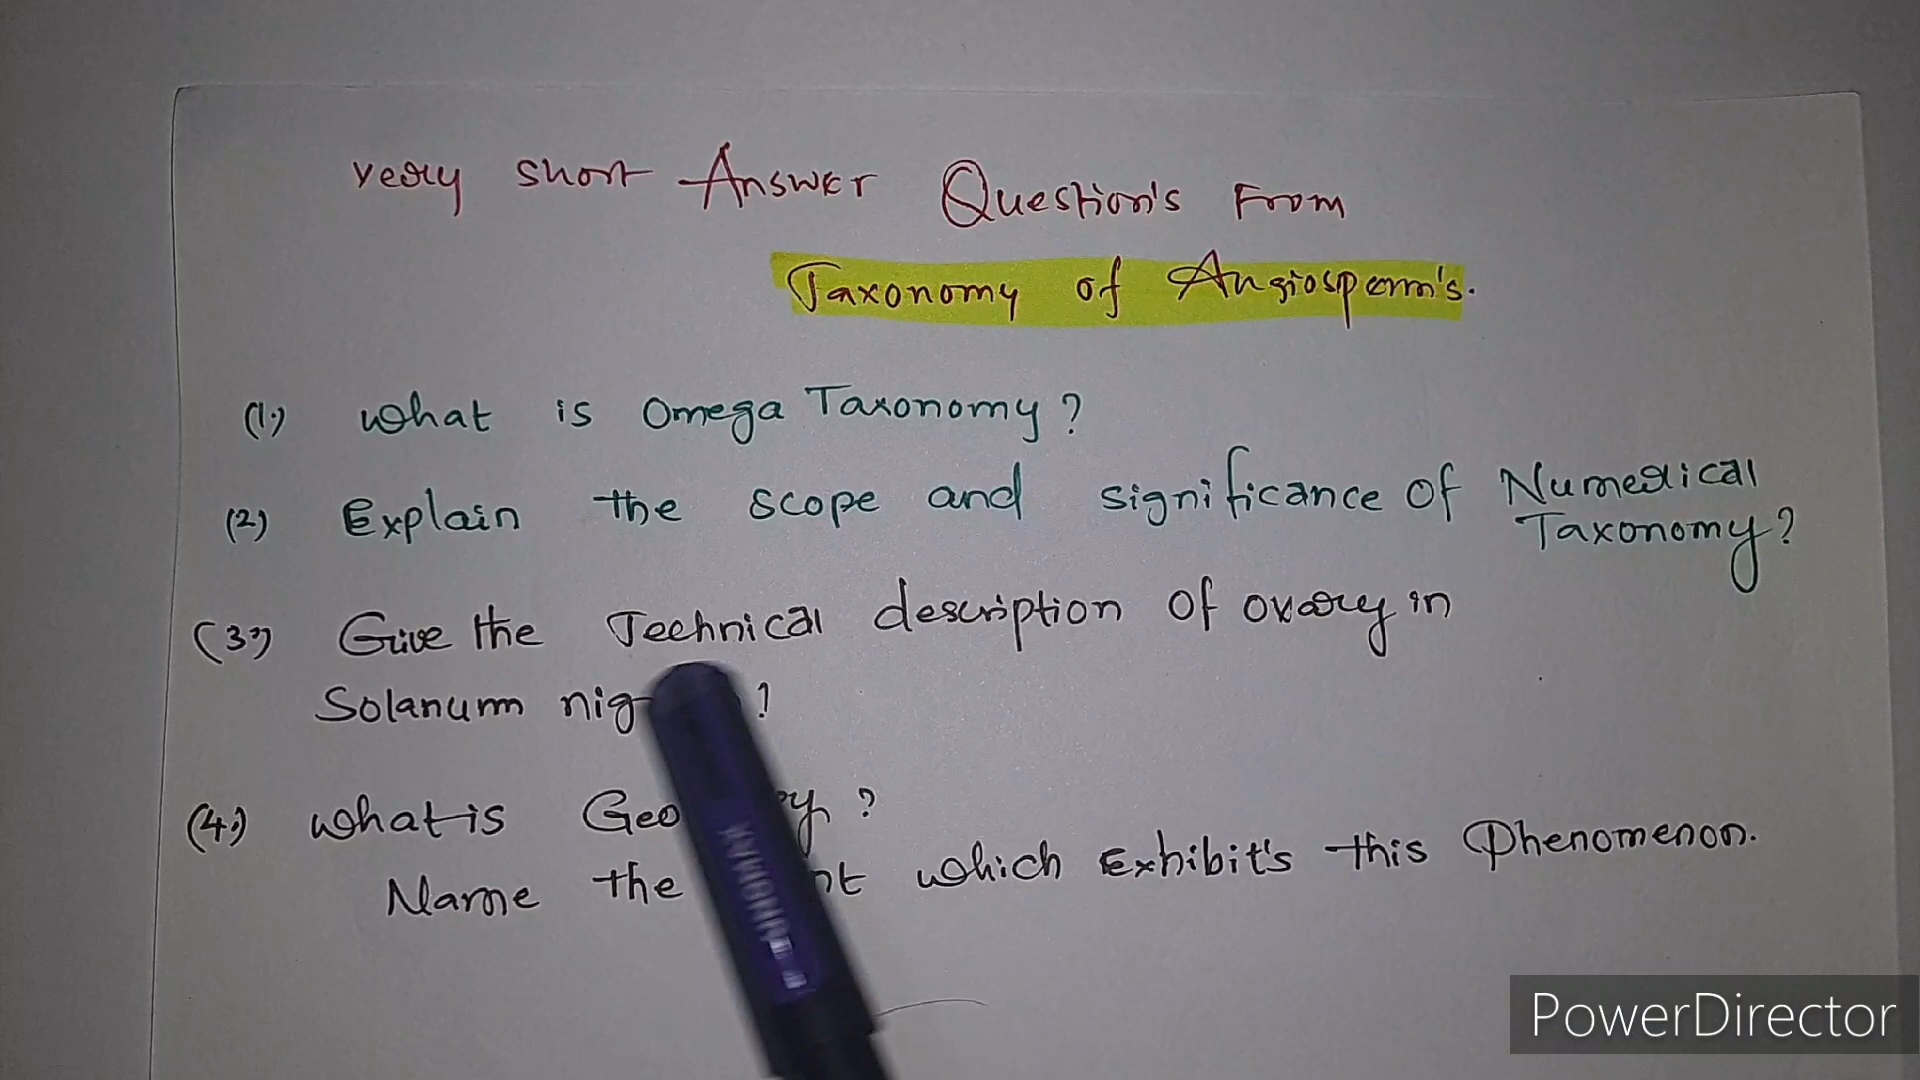 very short Answer Question's From
Taxonomy of Angiosperm's.
(1.) What is Omega Taxonomy?
(2) Explain the scope and significance of Numerical
Taxonomy?
(3.) Give the Technical description of ovary in
Solanum ?
(4.) What is ?
Name the which Exhibit's this Phenomenon.
PowerDirector